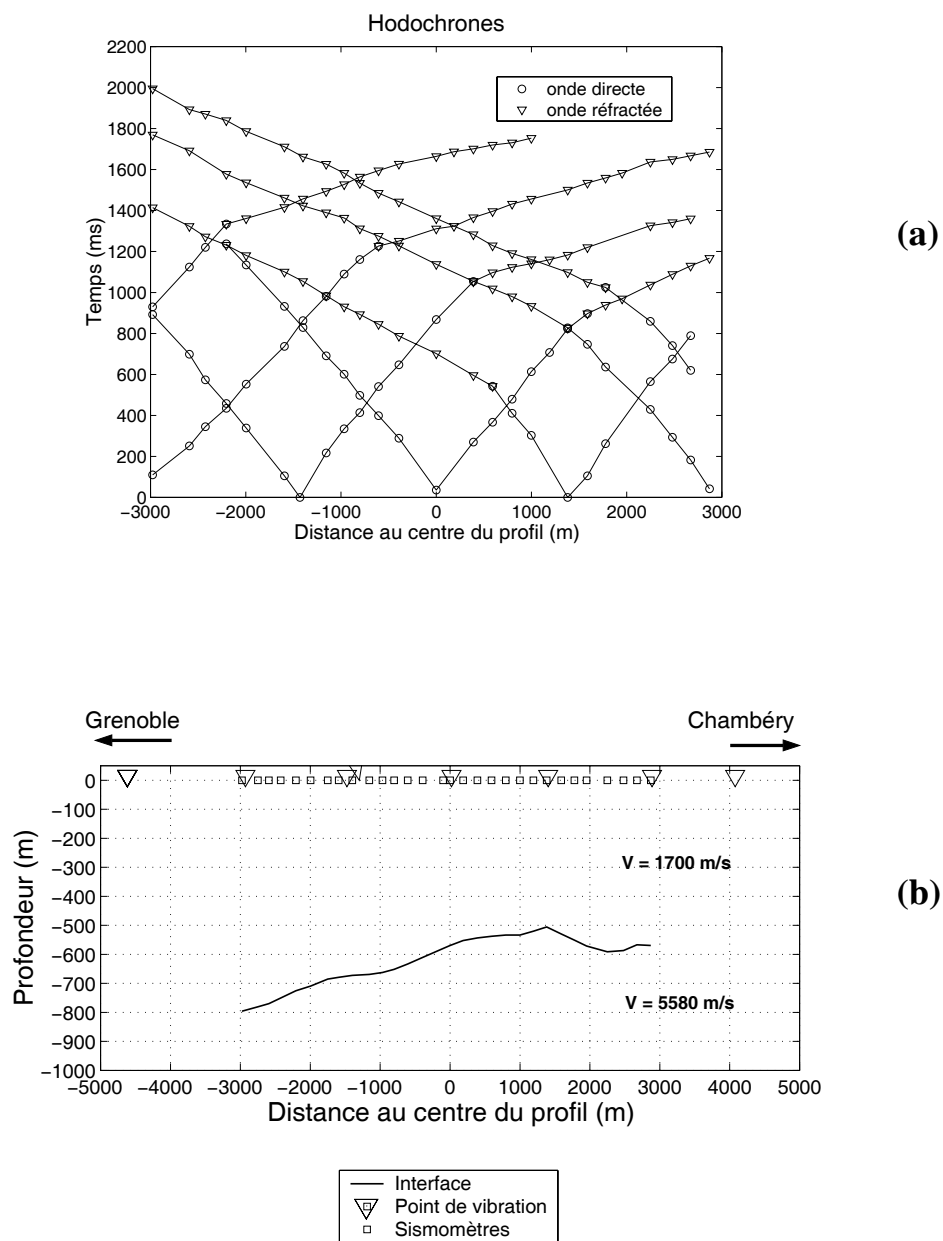 Hodochrones
2200
2000
1800
1600
1400
1200
1000
800
600
400
200
0
Temps (ms)
onde directe
onde réfractée
−3000 −2000 −1000 0 1000 2000 3000
Distance au centre du profil (m)
(a)
Grenoble
Chambéry
0
−100
−200
−300
−400
−500
−600
−700
−800
−900
−1000
Profondeur (m)
V = 1700 m/s
V = 5580 m/s
(b)
−5000 −4000 −3000 −2000 −1000 0 1000 2000 3000 4000 5000
Distance au centre du profil (m)
Interface
Point de vibration
Sismomètres